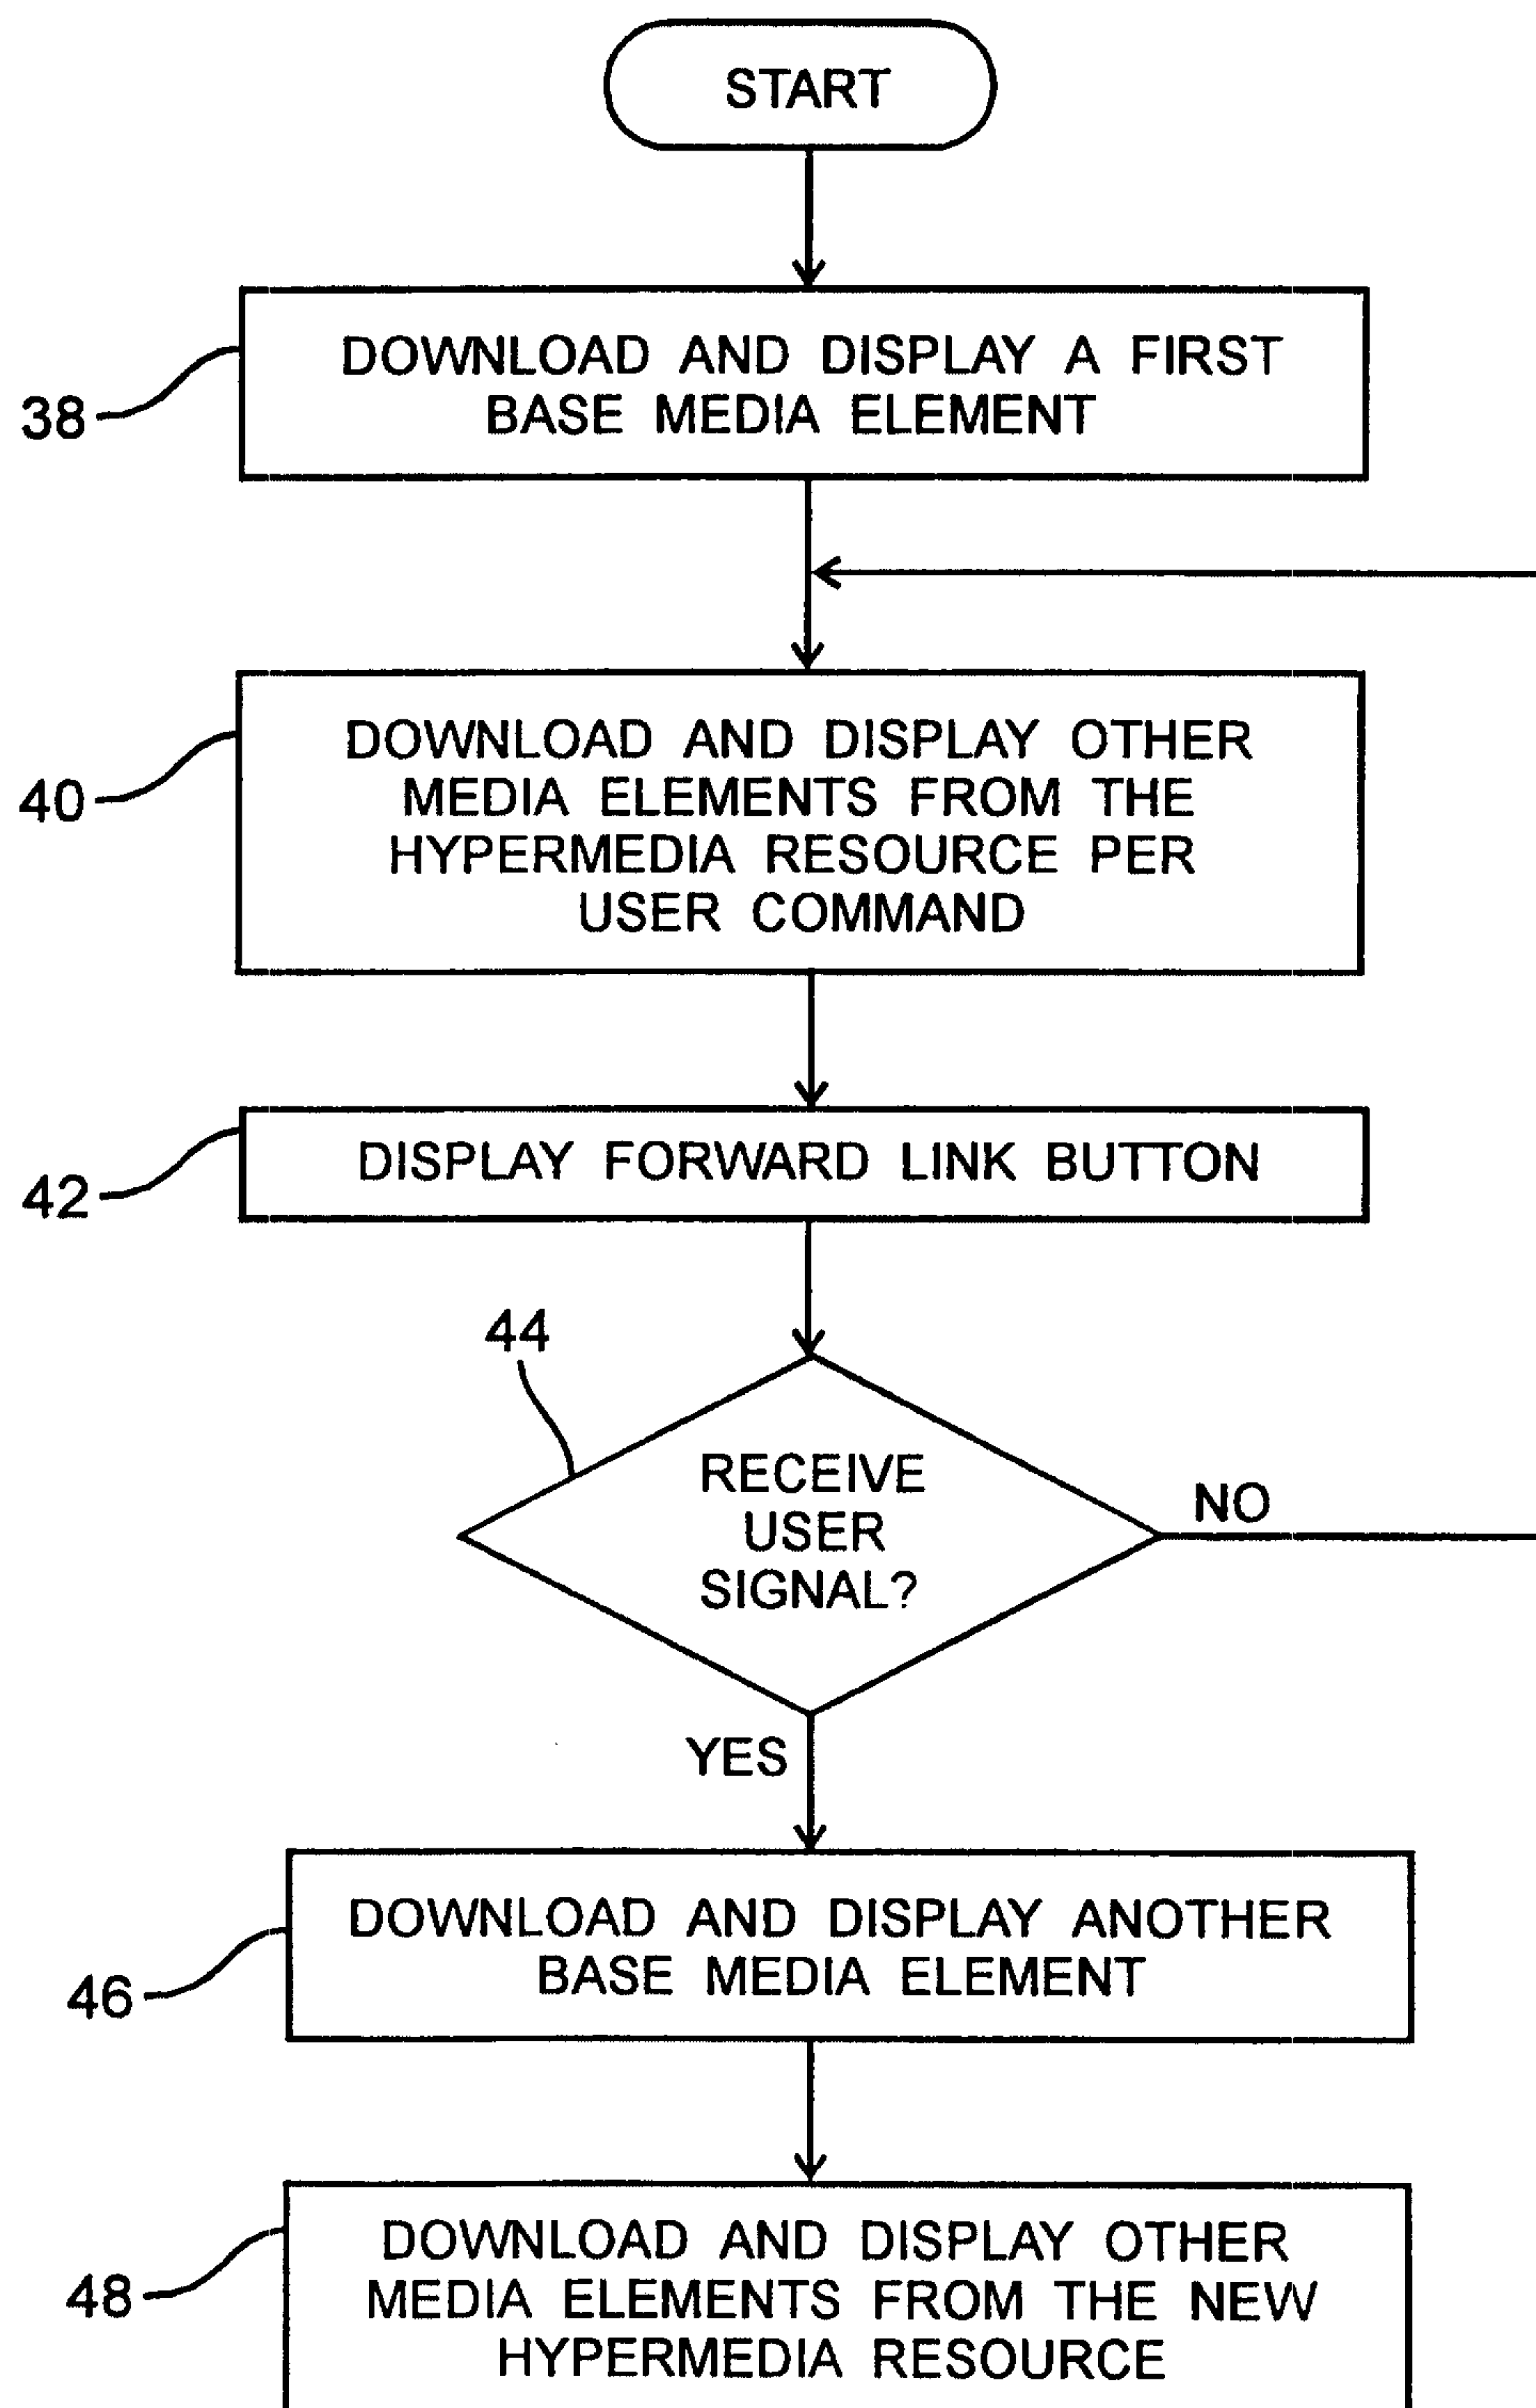 START
38
DOWNLOAD AND DISPLAY A FIRST
BASE MEDIA ELEMENT
40
DOWNLOAD AND DISPLAY OTHER
MEDIA ELEMENTS FROM THE
HYPERMEDIA RESOURCE PER
USER COMMAND
42
DISPLAY FORWARD LINK BUTTON
44
RECEIVE
USER
SIGNAL?
NO
YES
46
DOWNLOAD AND DISPLAY ANOTHER
BASE MEDIA ELEMENT
48
DOWNLOAD AND DISPLAY OTHER
MEDIA ELEMENTS FROM THE NEW
HYPERMEDIA RESOURCE